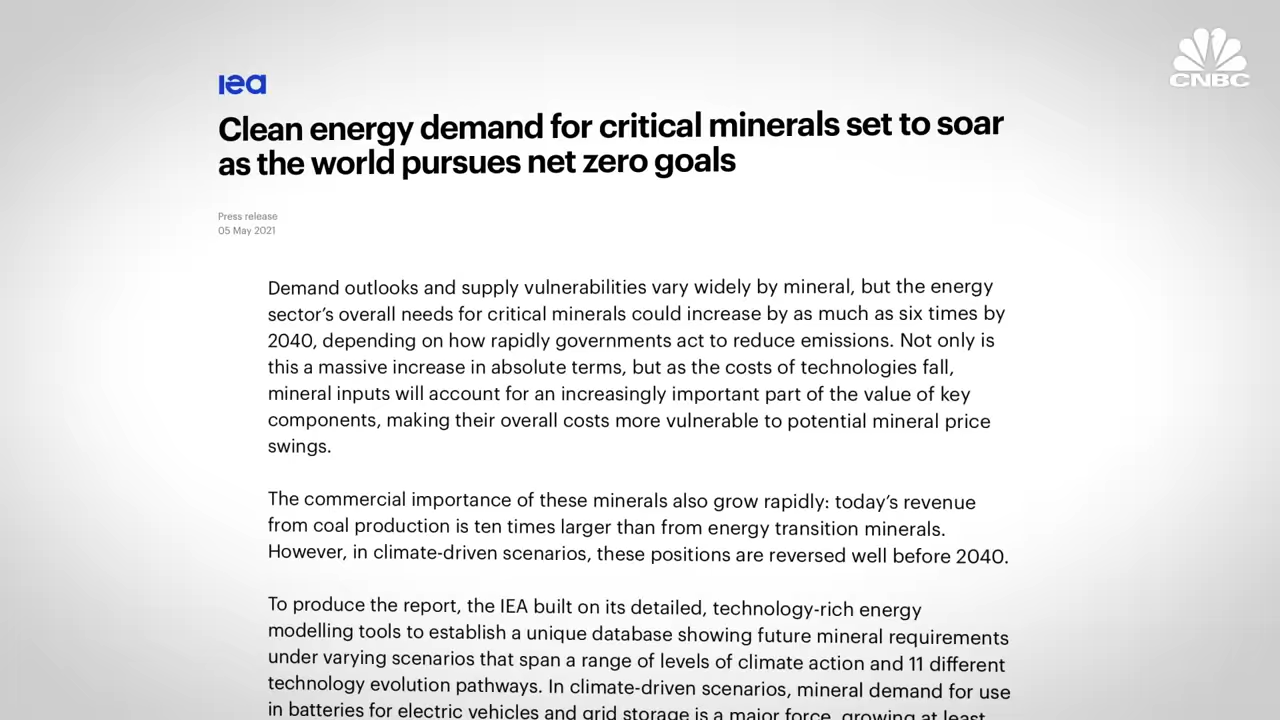 CNBC
iea
Clean energy demand for critical minerals set to soar
as the world pursues net zero goals
Press release
05 May 2021
Demand outlooks and supply vulnerabilities vary widely by mineral, but the energy
sector's overall needs for critical minerals could increase by as much as six times by
2040, depending on how rapidly governments act to reduce emissions. Not only is
this a massive increase in absolute terms, but as the costs of technologies fall,
mineral inputs will account for an increasingly important part of the value of key
components, making their overall costs more vulnerable to potential mineral price
swings.
The commercial importance of these minerals also grow rapidly: today's revenue
from coal production is ten times larger than from energy transition minerals.
However, in climate-driven scenarios, these positions are reversed well before 2040.
To produce the report, the IEA built on its detailed, technology-rich energy
modelling tools to establish a unique database showing future mineral requirements
under varying scenarios that span a range of levels of climate action and 11 different
technology evolution pathways. In climate-driven scenarios, mineral demand for use
in batteries for electric vehicles and grid storage is a major force, growing at least